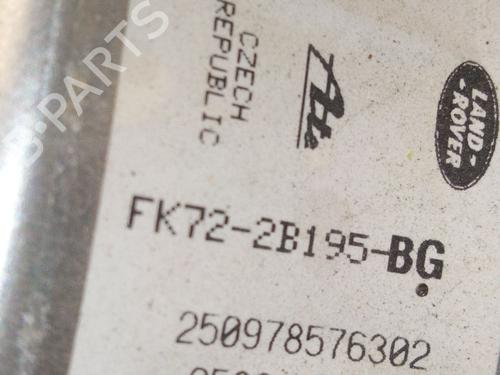 CZECH
REPUBLIC
Ate
LAND-
ROVER
FK72-2B195-BG
250978576302